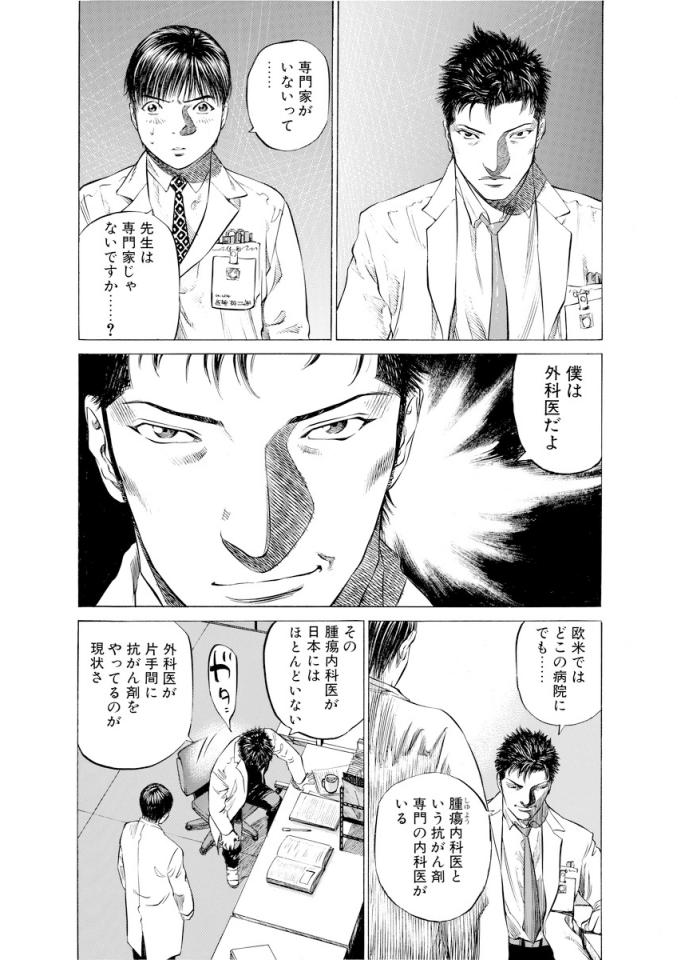 専門家が
いないって
……
先生は
専門家じゃ
ないですか……？
僕は
外科医だよ
欧米では
どこの病院に
でも……
腫瘍内科医と
しゅよう
いう抗がん剤
専門の内科医が
いる
その
腫瘍内科医が
日本には
ほとんどいない
ドサッ
外科医が
片手間に
抗がん剤を
やってるのが
現状さ